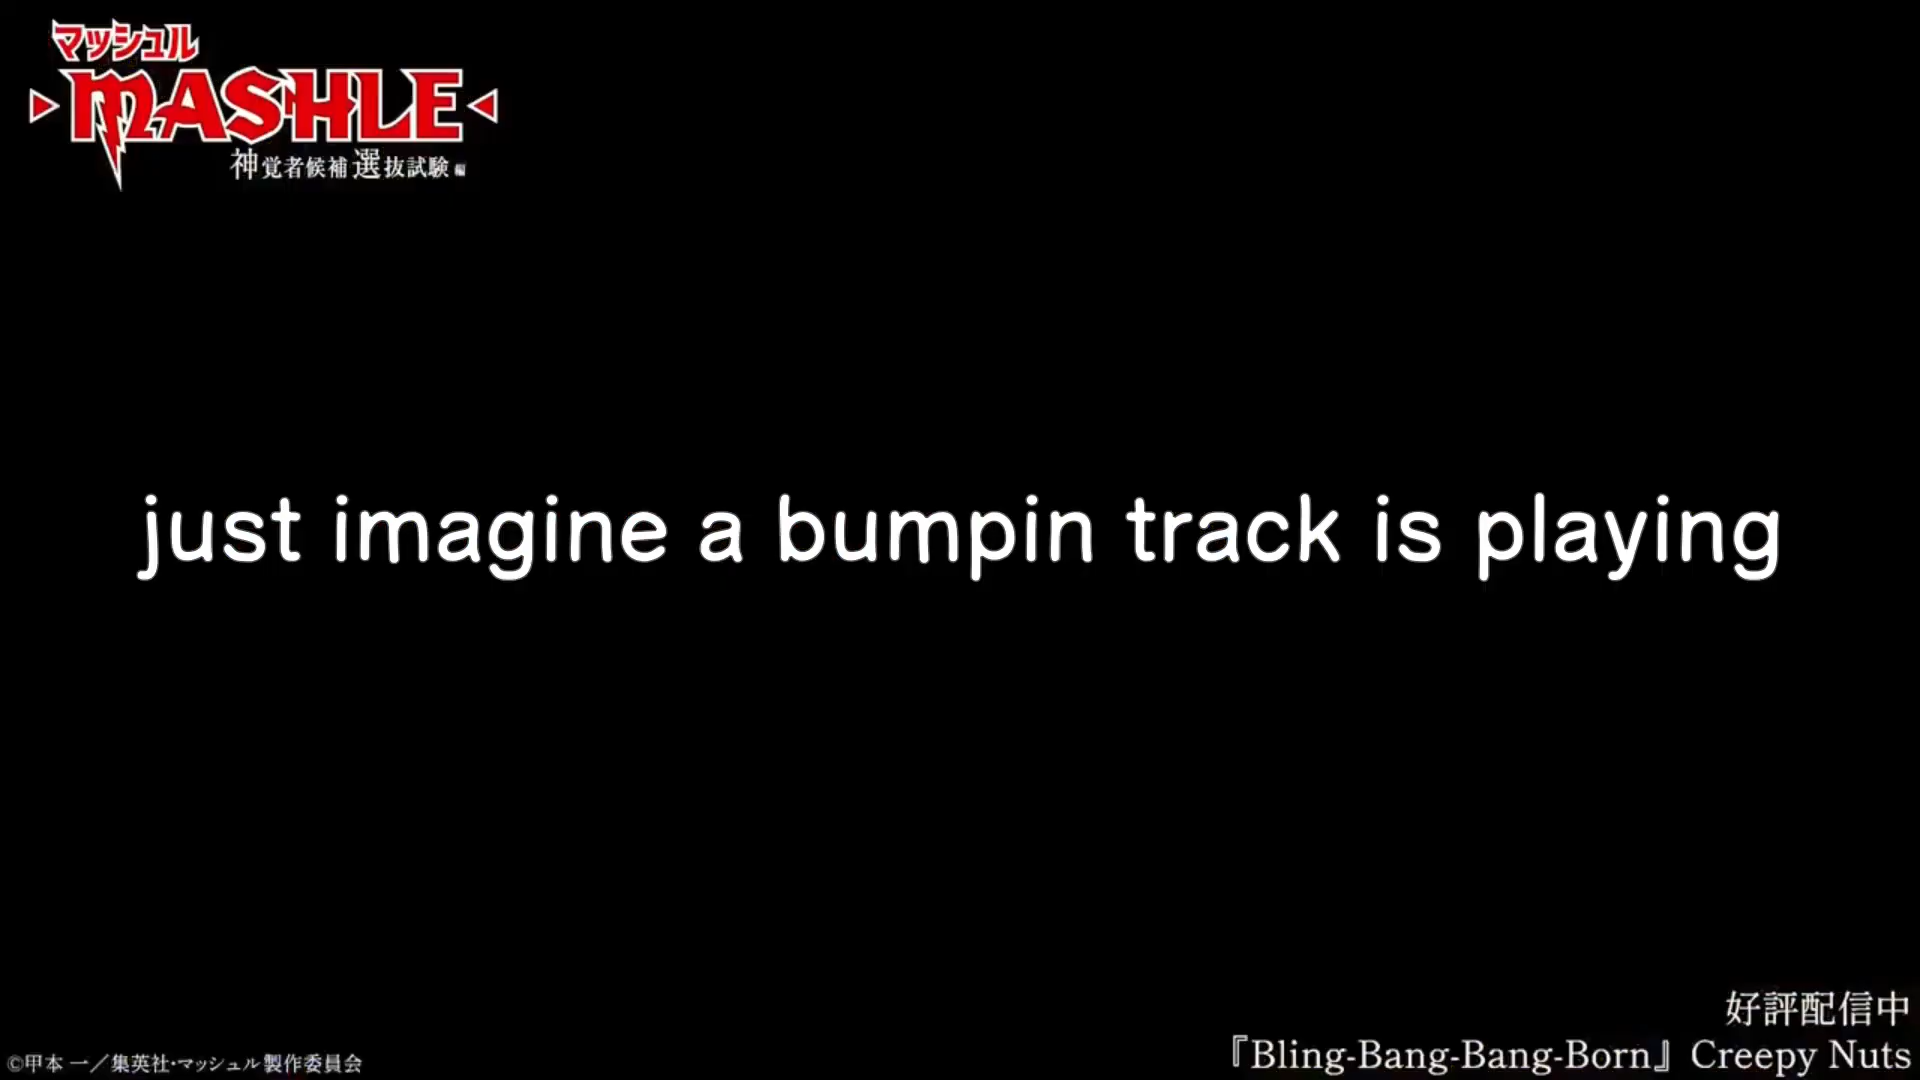 マッシュル
MASHLE
神覚者候補選抜試験編
just imagine a bumpin track is playing
好評配信中
『Bling-Bang-Bang-Born』 Creepy Nuts
©甲本 一／集英社・マッシュル製作委員会